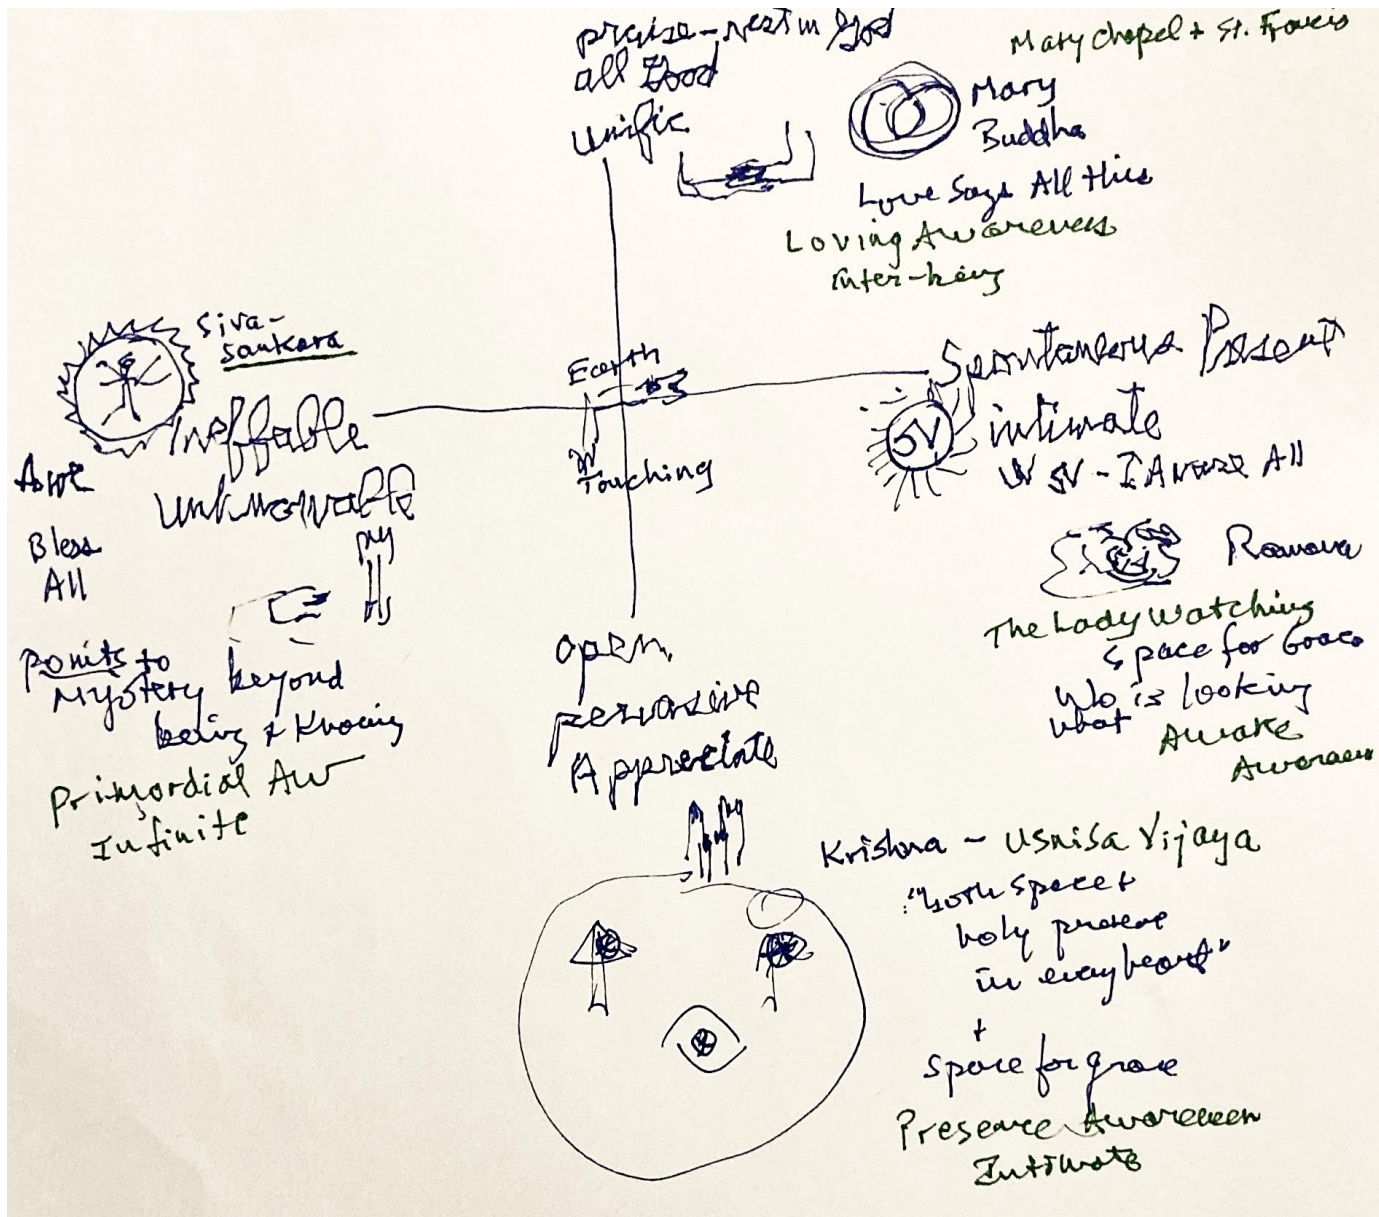 praise - rest in God
all Good
unific
Mary Chapel + St. Francis
Mary
Buddha
Love Says All this
Loving Awareness
inter-being
Siva-
Sankara
Ineffable
unknowable
Awe
Bless
All
points to
Mystery beyond
being + Knowing
Primordial AW
Infinite
Earth
Touching
Spontaneous Present
intimate
SV
SV - I Aware All
Ramana
The Lady Watching
space for Grace
Who is looking
what
Awake
Awareness
open
pervasive
Appreciate
Krishna - Usnisa Vijaya
"both space +
holy presence
in every heart"
+
space for grace
Presence Awareness
Intimate